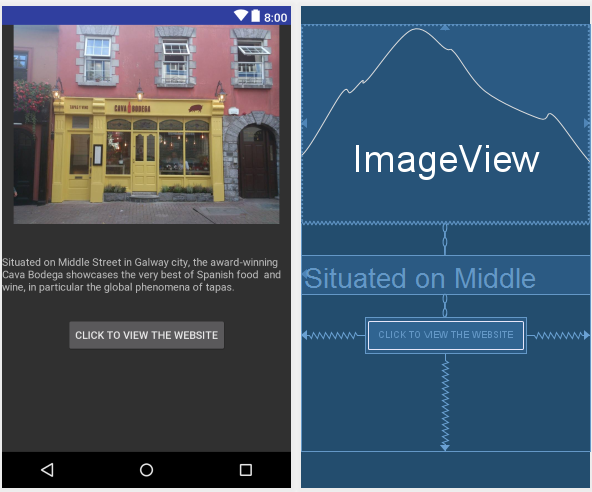 8:00
CAVA BODEGA
Situated on Middle Street in Galway city, the award-winning
Cava Bodega showcases the very best of Spanish food  and
wine, in particular the global phenomena of tapas.
CLICK TO VIEW THE WEBSITE
ImageView
Situated on Middle
CLICK TO VIEW THE WEBSITE